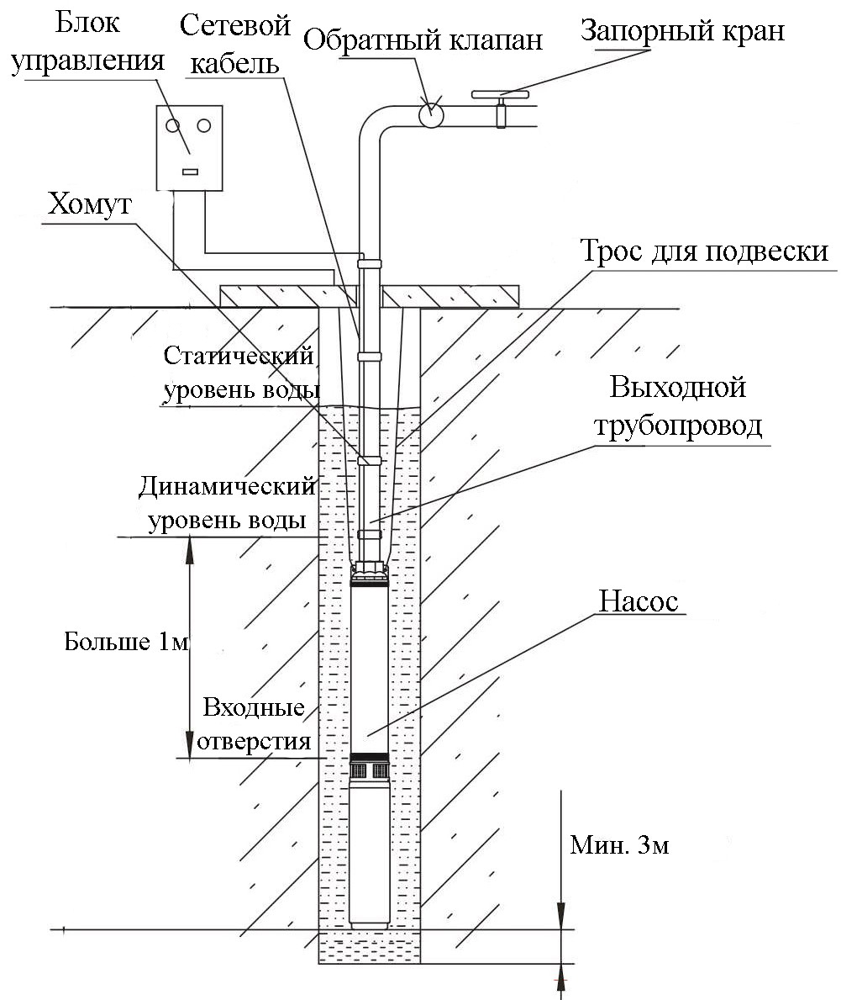 Блок
управления
Сетевой
кабель
Обратный клапан
Запорный кран
Хомут
Трос для подвески
Статический
уровень воды
Выходной
трубопровод
Динамический
уровень воды
Насос
Больше 1м
Входные
отверстия
Мин. 3м